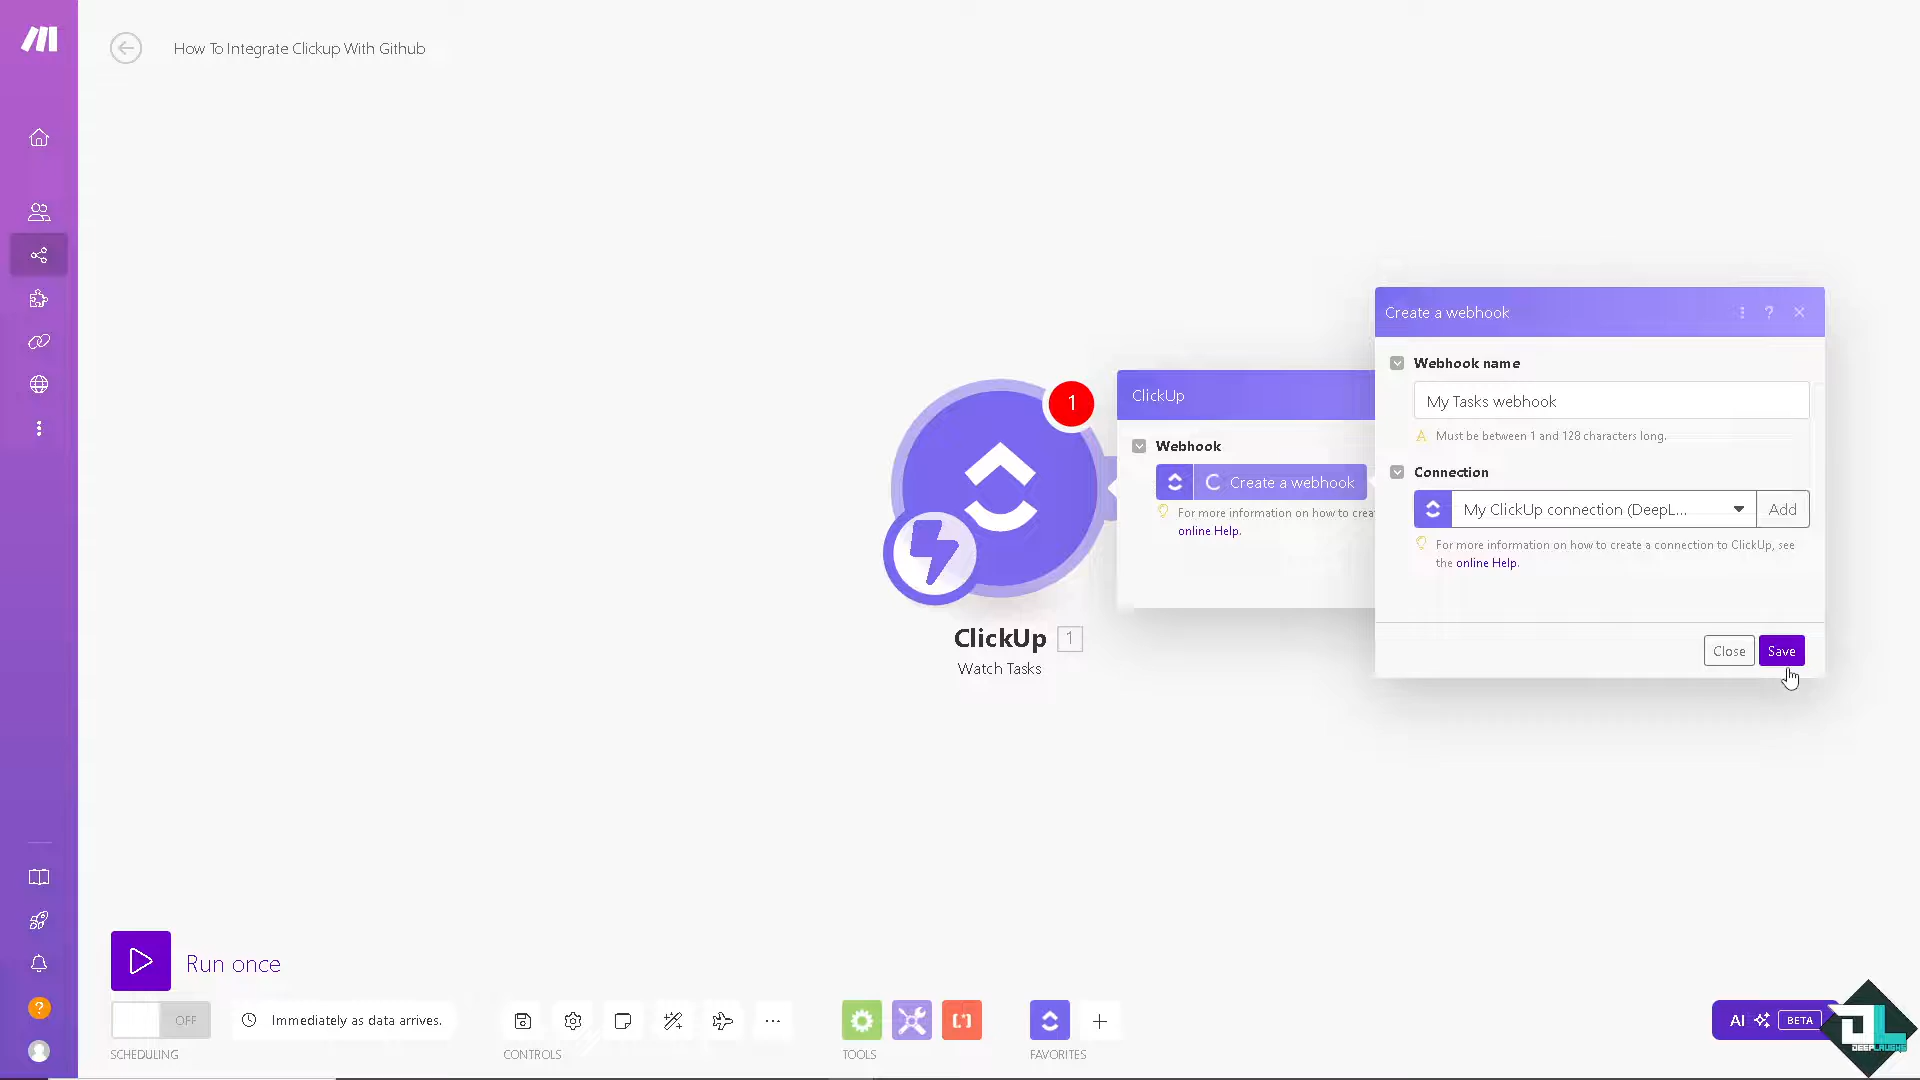 How To Integrate Clickup With Github
Create a webhook
Webhook name
My Tasks webhook
Must be between 1 and 128 characters long.
Connection
My ClickUp connection (DeepL...
Add
For more information on how to create a connection to ClickUp, see
the online Help.
Close
Save
ClickUp
Webhook
Create a webhook
For more information on how to crea
online Help.
1
ClickUp 1
Watch Tasks
Run once
OFF
Immediately as data arrives.
SCHEDULING
CONTROLS
TOOLS
FAVORITES
AI BETA
?
DEEPLAUGHS